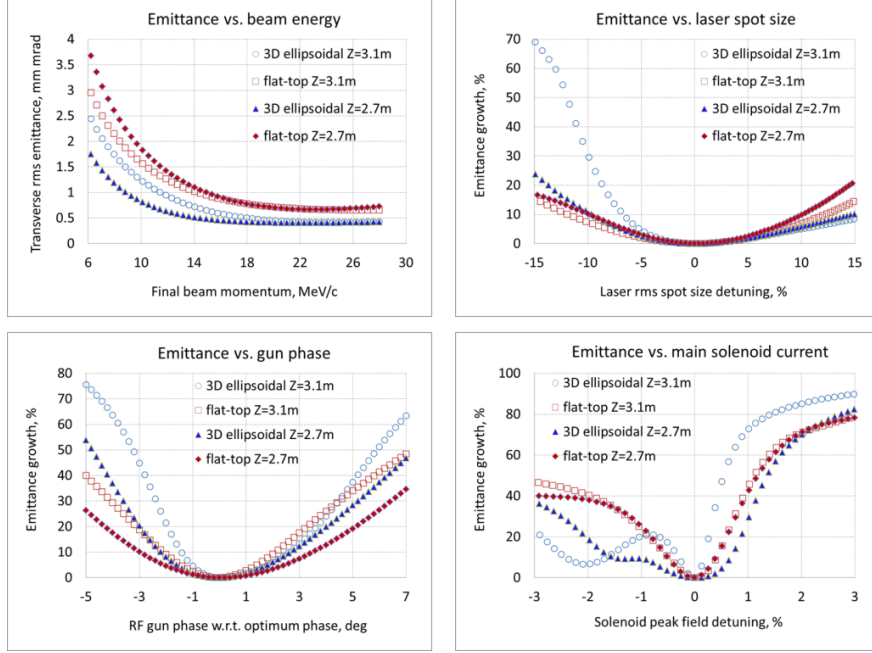 Emittance vs. beam energy
Transverse rms emittance, mm mrad
4
3.5
3
2.5
2
1.5
1
0.5
0
3D ellipsoidal Z=3.1m
flat-top Z=3.1m
3D ellipsoidal Z=2.7m
flat-top Z=2.7m
6 10 14 18 22 26 30
Final beam momentum, MeV/c
Emittance vs. laser spot size
Emittance growth, %
70
60
50
40
30
20
10
0
3D ellipsoidal Z=3.1m
flat-top Z=3.1m
3D ellipsoidal Z=2.7m
flat-top Z=2.7m
-15 -10 -5 0 5 10 15
Laser rms spot size detuning, %
Emittance vs. gun phase
Emittance growth, %
80
70
60
50
40
30
20
10
0
3D ellipsoidal Z=3.1m
flat-top Z=3.1m
3D ellipsoidal Z=2.7m
flat-top Z=2.7m
-5 -3 -1 1 3 5 7
RF gun phase w.r.t. optimum phase, deg
Emittance vs. main solenoid current
Emittance growth, %
100
80
60
40
20
0
3D ellipsoidal Z=3.1m
flat-top Z=3.1m
3D ellipsoidal Z=2.7m
flat-top Z=2.7m
-3 -2 -1 0 1 2 3
Solenoid peak field detuning, %